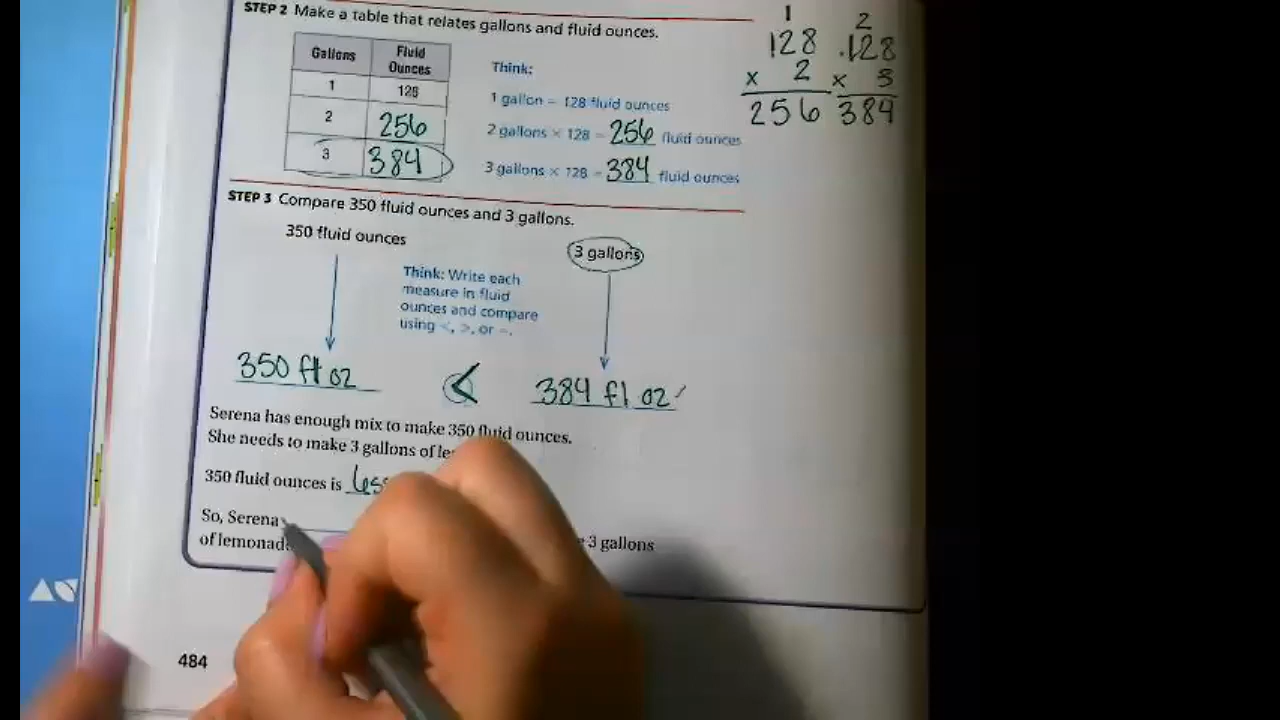 STEP 2 Make a table that relates gallons and fluid ounces.
Gallons Fluid Ounces
1 128
2 256
3 384
Think:
1 gallon = 128 fluid ounces
2 gallons × 128 = 256 fluid ounces
3 gallons × 128 = 384 fluid ounces
1
128
x 2
256
2
128
x 3
384
STEP 3 Compare 350 fluid ounces and 3 gallons.
350 fluid ounces
3 gallons
Think: Write each
measure in fluid
ounces and compare
using <, >, or =.
350 fl oz < 384 fl oz
Serena has enough mix to make 350 fluid ounces.
She needs to make 3 gallons of
350 fluid ounces is less
So, Serena
3 gallons
of
484